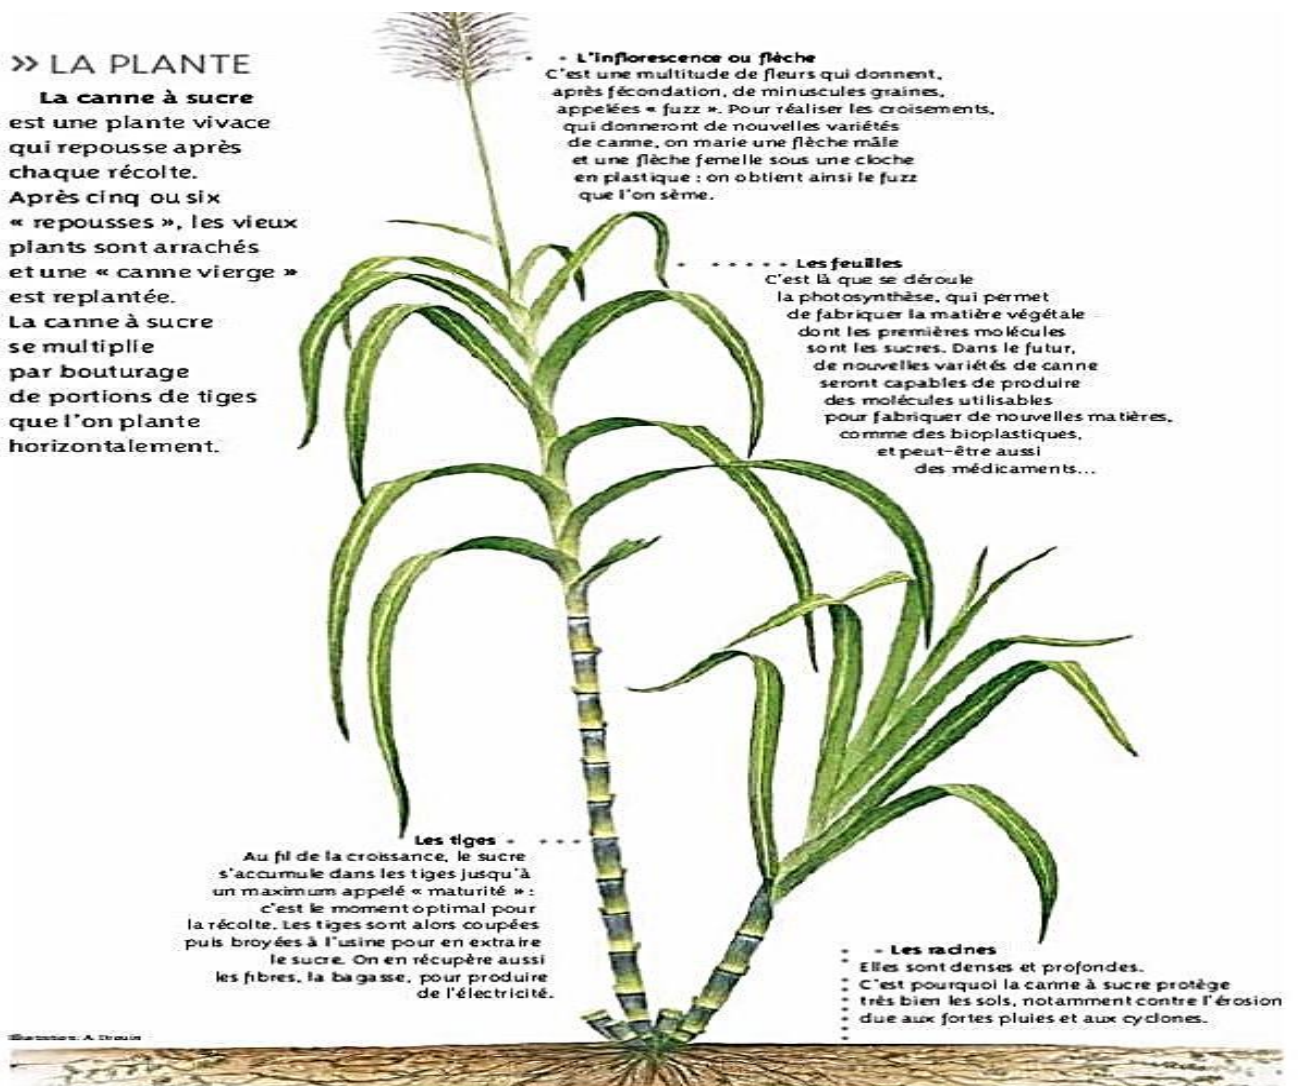 » LA PLANTE
La canne à sucre
est une plante vivace
qui repousse après
chaque récolte.
Après cinq ou six
« repousses », les vieux
plants sont arrachés
et une « canne vierge »
est replantée.
La canne à sucre
se multiplie
par bouturage
de portions de tiges
que l'on plante
horizontalement.
L'inflorescence ou flèche
C'est une multitude de fleurs qui donnent,
après fécondation, de minuscules graines,
appelées « fuzz ». Pour réaliser les croisements,
qui donneront de nouvelles variétés
de canne, on marie une flèche mâle
et une flèche femelle sous une cloche
en plastique : on obtient ainsi le fuzz
que l'on sème.
Les feuilles
C'est là que se déroule
la photosynthèse, qui permet
de fabriquer la matière végétale
dont les premières molécules
sont les sucres. Dans le futur,
de nouvelles variétés de canne
seront capables de produire
des molécules utilisables
pour fabriquer de nouvelles matières,
comme des bioplastiques,
et peut-être aussi
des médicaments...
Les tiges
Au fil de la croissance, le sucre
s'accumule dans les tiges jusqu'à
un maximum appelé « maturité » :
c'est le moment optimal pour
la récolte. Les tiges sont alors coupées
puis broyées à l'usine pour en extraire
le sucre. On en récupère aussi
les fibres, la bagasse, pour produire
de l'électricité.
Les racines
Elles sont denses et profondes.
C'est pourquoi la canne à sucre protège
très bien les sols, notamment contre l'érosion
due aux fortes pluies et aux cyclones.
Illustration: A.